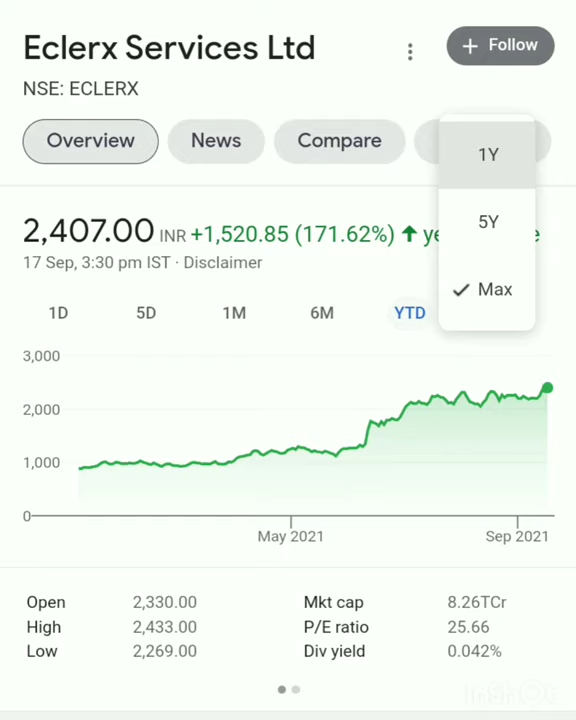 Eclerx Services Ltd
+ Follow
NSE: ECLERX
Overview
News
Compare
1Y
5Y
✓ Max
2,407.00 INR +1,520.85 (171.62%) ↑
17 Sep, 3:30 pm IST · Disclaimer
1D 5D 1M 6M YTD
3,000
2,000
1,000
0
May 2021 Sep 2021
Open 2,330.00 Mkt cap 8.26TCr
High 2,433.00 P/E ratio 25.66
Low 2,269.00 Div yield 0.042%
InShOt